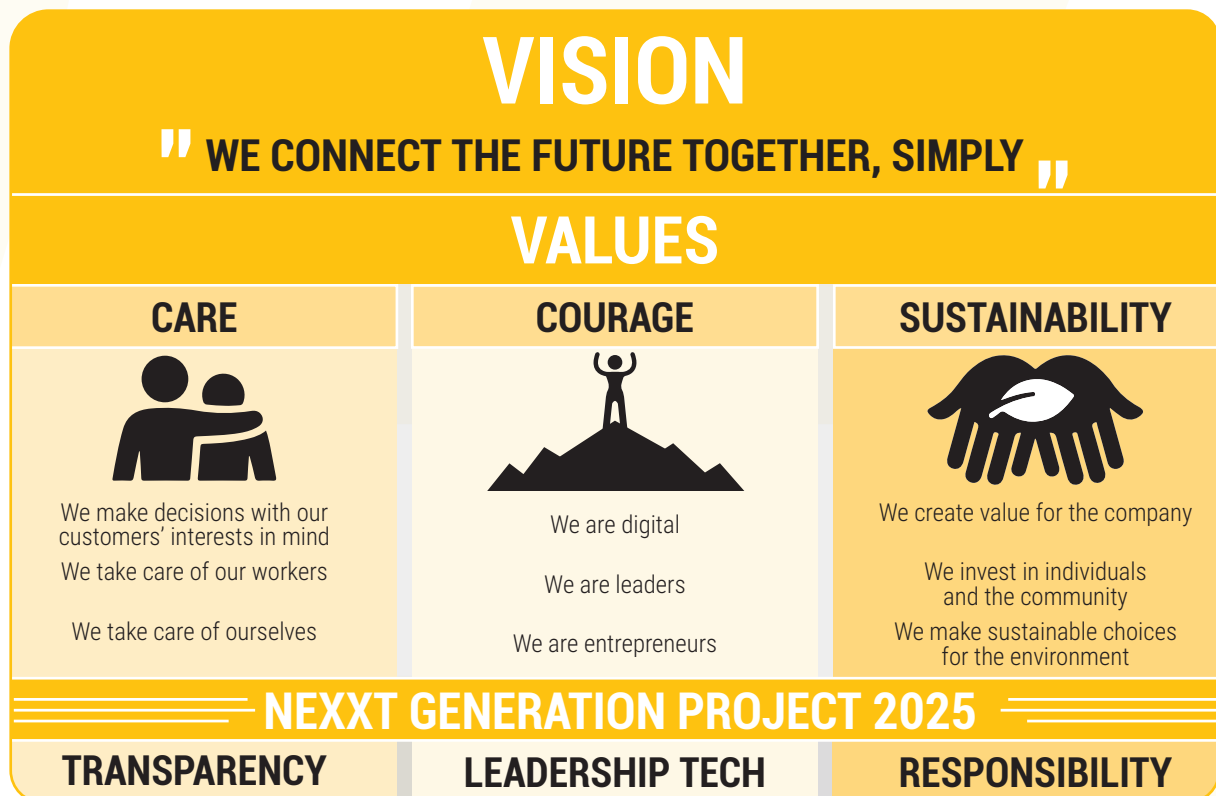 VISION
" WE CONNECT THE FUTURE TOGETHER, SIMPLY "
VALUES
CARE
We make decisions with our
customers’ interests in mind
We take care of our workers
We take care of ourselves
COURAGE
We are digital
We are leaders
We are entrepreneurs
SUSTAINABILITY
We create value for the company
We invest in individuals
and the community
We make sustainable choices
for the environment
NEXXT GENERATION PROJECT 2025
TRANSPARENCY
LEADERSHIP TECH
RESPONSIBILITY